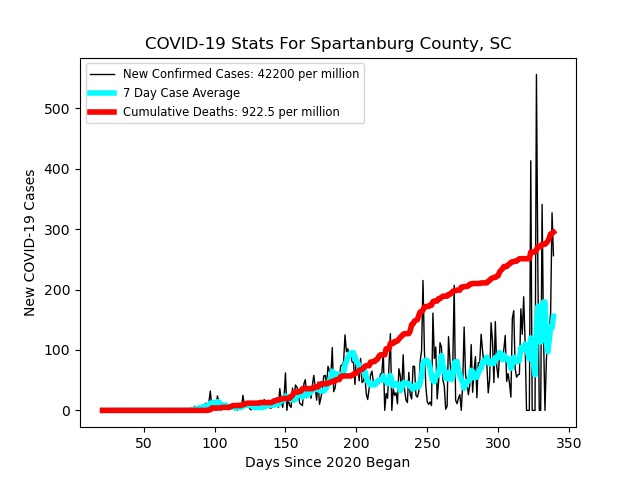 COVID-19 Stats For Spartanburg County, SC
New Confirmed Cases: 42200 per million
7 Day Case Average
Cumulative Deaths: 922.5 per million
New COVID-19 Cases
500
400
300
200
100
0
50 100 150 200 250 300 350
Days Since 2020 Began